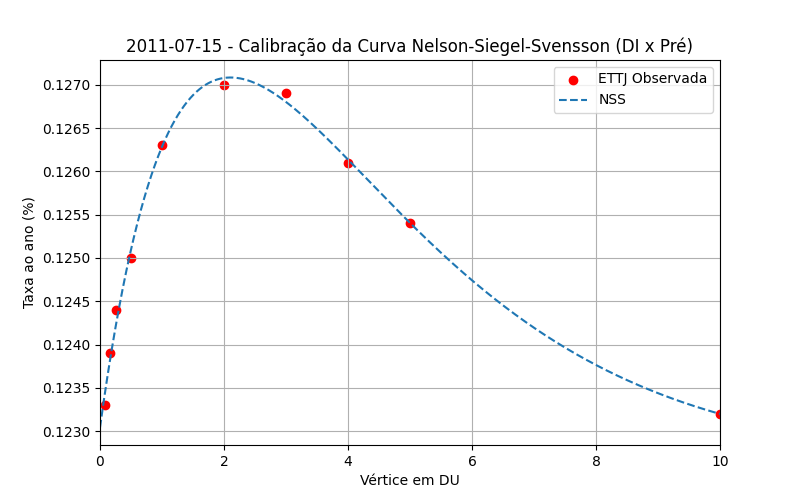 2011-07-15 - Calibração da Curva Nelson-Siegel-Svensson (DI x Pré)
ETTJ Observada
NSS
Taxa ao ano (%)
0.1270
0.1265
0.1260
0.1255
0.1250
0.1245
0.1240
0.1235
0.1230
0 2 4 6 8 10
Vértice em DU